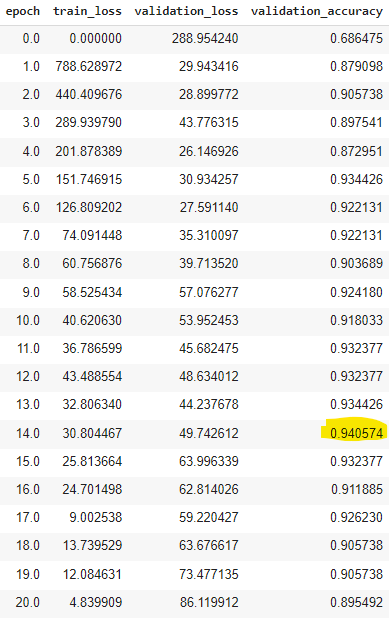 epoch train_loss validation_loss validation_accuracy
0.0 0.000000 288.954240 0.686475
1.0 788.628972 29.943416 0.879098
2.0 440.409676 28.899772 0.905738
3.0 289.939790 43.776315 0.897541
4.0 201.878389 26.146926 0.872951
5.0 151.746915 30.934257 0.934426
6.0 126.809202 27.591140 0.922131
7.0 74.091448 35.310097 0.922131
8.0 60.756876 39.713520 0.903689
9.0 58.525434 57.076277 0.924180
10.0 40.620630 53.952453 0.918033
11.0 36.786599 45.682475 0.932377
12.0 43.488554 48.634012 0.932377
13.0 32.806340 44.237678 0.934426
14.0 30.804467 49.742612 0.940574
15.0 25.813664 63.996339 0.932377
16.0 24.701498 62.814026 0.911885
17.0 9.002538 59.220427 0.926230
18.0 13.739529 63.676617 0.905738
19.0 12.084631 73.477135 0.905738
20.0 4.839909 86.119912 0.895492